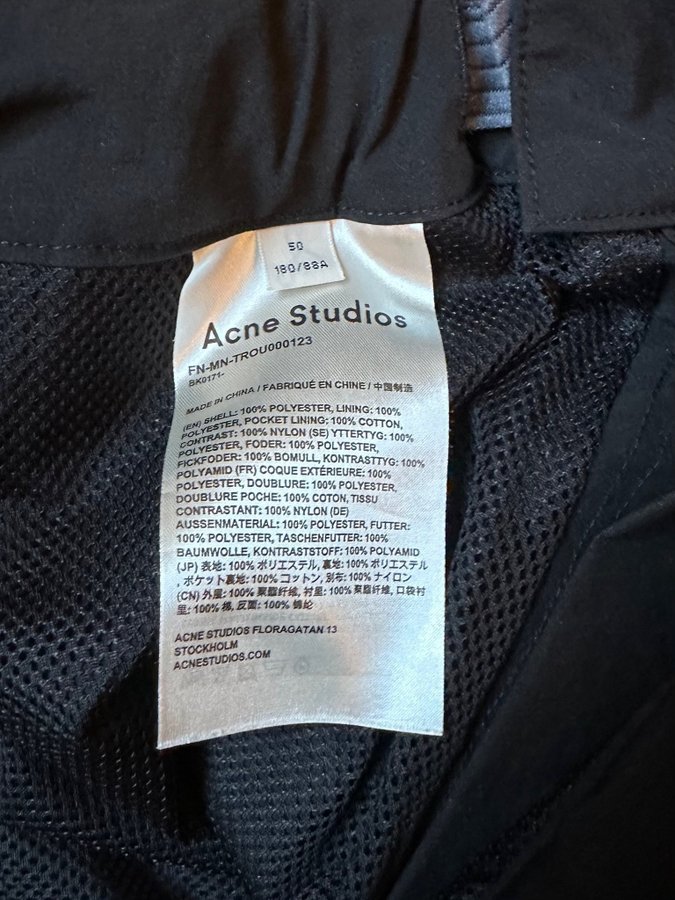 50
180/88A
Acne Studios
FN-MN-TROU000123
BK0171-
MADE IN CHINA / FABRIQUÉ EN CHINE / 中国制造
(EN) SHELL: 100% POLYESTER, LINING: 100%
POLYESTER, POCKET LINING: 100% COTTON,
CONTRAST: 100% NYLON (SE) YTTERTYG: 100%
POLYESTER, FODER: 100% POLYESTER,
FICKFODER: 100% BOMULL, KONTRASTTYG: 100%
POLYAMID (FR) COQUE EXTÉRIEURE: 100%
POLYESTER, DOUBLURE: 100% POLYESTER,
DOUBLURE POCHE: 100% COTON, TISSU
CONTRASTANT: 100% NYLON (DE)
AUSSENMATERIAL: 100% POLYESTER, FUTTER:
100% POLYESTER, TASCHENFUTTER: 100%
BAUMWOLLE, KONTRASTSTOFF: 100% POLYAMID
(JP) 表地: 100% ポリエステル, 裏地: 100% ポリエステル
, ポケット裏地: 100% コットン, 別布: 100% ナイロン
(CN) 外层: 100% 聚酯纤维, 衬里: 100% 聚酯纤维, 口袋衬
里: 100% 棉, 反面: 100% 锦纶
ACNE STUDIOS FLORAGATAN 13
STOCKHOLM
ACNESTUDIOS.COM